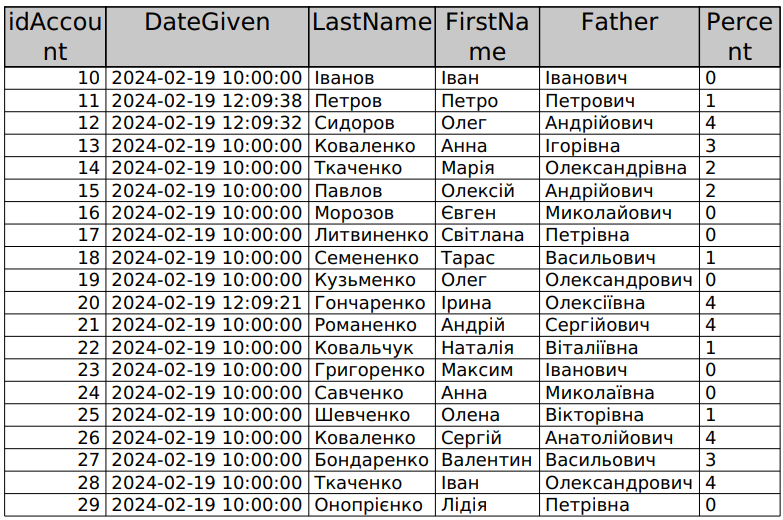 idAccou DateGiven LastName FirstNa Father Perce
nt me nt
10 2024-02-19 10:00:00 Іванов Іван Іванович 0
11 2024-02-19 12:09:38 Петров Петро Петрович 1
12 2024-02-19 12:09:32 Сидоров Олег Андрійович 4
13 2024-02-19 10:00:00 Коваленко Анна Ігорівна 3
14 2024-02-19 10:00:00 Ткаченко Марія Олександрівна 2
15 2024-02-19 10:00:00 Павлов Олексій Андрійович 2
16 2024-02-19 10:00:00 Морозов Євген Миколайович 0
17 2024-02-19 10:00:00 Литвиненко Світлана Петрівна 0
18 2024-02-19 10:00:00 Семененко Тарас Васильович 1
19 2024-02-19 10:00:00 Кузьменко Олег Олександрович 0
20 2024-02-19 12:09:21 Гончаренко Ірина Олексіївна 4
21 2024-02-19 10:00:00 Романенко Андрій Сергійович 4
22 2024-02-19 10:00:00 Ковальчук Наталія Віталіївна 1
23 2024-02-19 10:00:00 Григоренко Максим Іванович 0
24 2024-02-19 10:00:00 Савченко Анна Миколаївна 0
25 2024-02-19 10:00:00 Шевченко Олена Вікторівна 1
26 2024-02-19 10:00:00 Коваленко Сергій Анатолійович 4
27 2024-02-19 10:00:00 Бондаренко Валентин Васильович 3
28 2024-02-19 10:00:00 Ткаченко Іван Олександрович 4
29 2024-02-19 10:00:00 Онопрієнко Лідія Петрівна 0